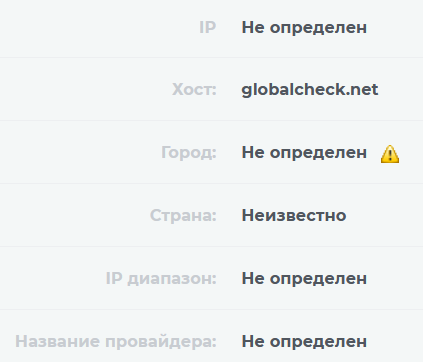 IP Не определен
Хост: globalcheck.net
Город: Не определен
Страна: Неизвестно
IP диапазон: Не определен
Название провайдера: Не определен